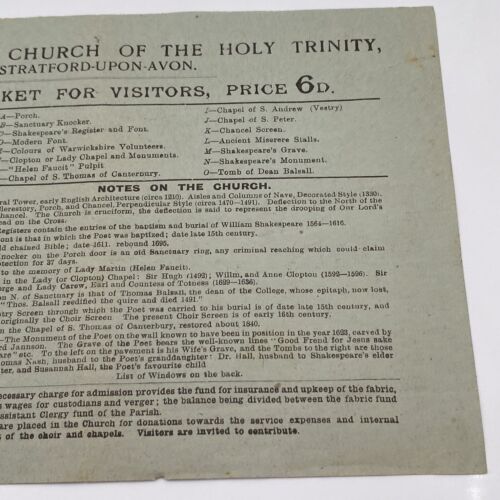 CHURCH OF THE HOLY TRINITY,
STRATFORD-UPON-AVON.
KET FOR VISITORS, PRICE 6D.
A—Porch.
B—Sanctuary Knocker.
C—Shakespeare's Register and Font.
D—Modern Font.
E—Colours of Warwickshire Volunteers.
F—Clopton or Lady Chapel and Monuments.
G—"Helen Faucit" Pulpit
H—Chapel of S. Thomas of Canterbury.
I—Chapel of S. Andrew (Vestry)
J—Chapel of S. Peter.
K—Chancel Screen.
L—Ancient Miserere Stalls.
M—Shakespeare's Grave.
N—Shakespeare's Monument.
O—Tomb of Dean Balsall.
NOTES ON THE CHURCH.
ral Tower, early English Architecture (circa 1210). Aisles and Columns of Nave, Decorated Style (1330).
lerestory, Porch, and Chancel, Perpendicular Style (circa 1470—1491). Deflection to the North of the
hancel. The Church is cruciform, the deflection is said to represent the drooping of Our Lord's
ead on the Cross.
Registers contain the entries of the baptism and burial of William Shakespeare 1564—1616.
ont is that in which the Poet was baptized; date late 15th century.
ld chained Bible; date 1611. rebound 1695.
nocker on the Porch door is an old Sanctuary ring, any criminal reaching which could claim
otection for 37 days.
to the memory of Lady Martin (Helen Faucit).
in the Lady (or Clopton) Chapel: Sir Hugh (1492); Willm, and Anne Clopton (1592—1596). Sir
orge and Lady Carew, Earl and Countess of Totness (1629—1636).
on N. of Sanctuary is that of Thomas Balsall, the dean of the College, whose epitaph, now lost,
"Thos. Balsall reedified the quire and died 1491."
stry Screen through which the Poet was carried to his burial is of date late 15th century, and
originally the Choir Screen. The present Choir Screen is of early 16th century.
n the Chapel of S. Thomas of Canterbury, restored about 1840.
—The Monument of the Poet on the wall known to have been in position in the year 1623, carved by
rd Jannson. The Grave of the Poet bears the well-known lines "Good Frend for Jesus sake
are" etc. To the left on the pavement is his Wife's Grave, and the Tombs to the right are those
omas Nash, husband to the Poet's granddaughter: Dr. Hall, husband to Shakespeare's elder
ter, and Susannah Hall, the Poet's favourite child
List of Windows on the back.
ecessary charge for admission provides the fund for insurance and upkeep of the fabric,
s wages for custodians and verger; the balance being divided between the fabric fund
ssistant Clergy fund of the Parish.
are placed in the Church for donations towards the service expenses and internal
of the choir and chapels. Visitors are invited to contribute.